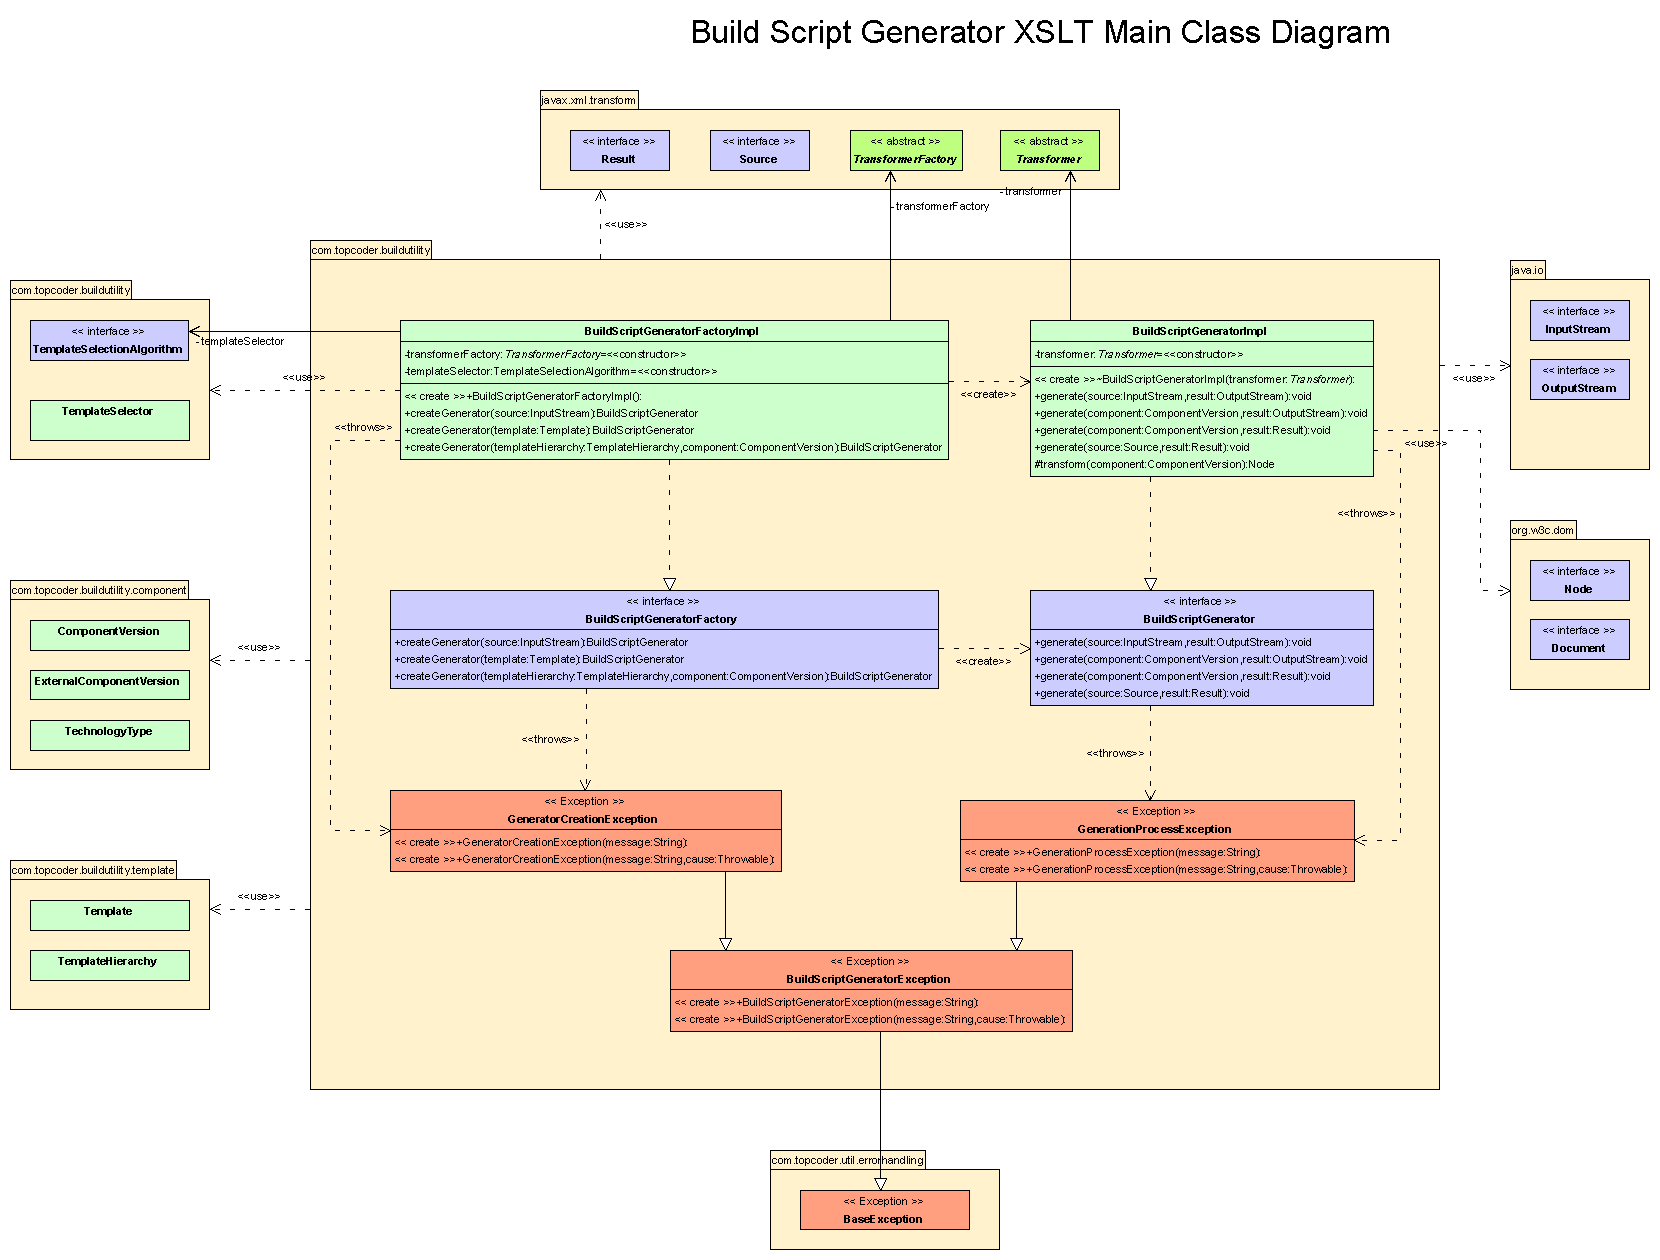 Build Script Generator XSLT Main Class Diagram
javax.xml.transform
<< interface >>
Result
<< interface >>
Source
<< abstract >>
TransformerFactory
<< abstract >>
Transformer
-transformer
-transformerFactory
<<use>>
com.topcoder.buildutility
com.topcoder.buildutility
<< interface >>
TemplateSelectionAlgorithm
-templateSelector
<<use>>
TemplateSelector
<<throws>>
BuildScriptGeneratorFactoryImpl
-transformerFactory:TransformerFactory=<<constructor>>
-templateSelector:TemplateSelectionAlgorithm=<<constructor>>
<< create >>+BuildScriptGeneratorFactoryImpl():
+createGenerator(source:InputStream):BuildScriptGenerator
+createGenerator(template:Template):BuildScriptGenerator
+createGenerator(templateHierarchy:TemplateHierarchy,component:ComponentVersion):BuildScriptGenerator
<<create>>
BuildScriptGeneratorImpl
-transformer:Transformer=<<constructor>>
<< create >>~BuildScriptGeneratorImpl(transformer:Transformer):
+generate(source:InputStream,result:OutputStream):void
+generate(component:ComponentVersion,result:OutputStream):void
+generate(component:ComponentVersion,result:Result):void
+generate(source:Source,result:Result):void
#transform(component:ComponentVersion):Node
<<use>>
<<use>>
<<throws>>
java.io
<< interface >>
InputStream
<< interface >>
OutputStream
org.w3c.dom
<< interface >>
Node
<< interface >>
Document
com.topcoder.buildutility.component
ComponentVersion
ExternalComponentVersion
TechnologyType
<<use>>
<< interface >>
BuildScriptGeneratorFactory
+createGenerator(source:InputStream):BuildScriptGenerator
+createGenerator(template:Template):BuildScriptGenerator
+createGenerator(templateHierarchy:TemplateHierarchy,component:ComponentVersion):BuildScriptGenerator
<<create>>
<< interface >>
BuildScriptGenerator
+generate(source:InputStream,result:OutputStream):void
+generate(component:ComponentVersion,result:OutputStream):void
+generate(component:ComponentVersion,result:Result):void
+generate(source:Source,result:Result):void
<<throws>>
<<throws>>
<< Exception >>
GeneratorCreationException
<< create >>+GeneratorCreationException(message:String):
<< create >>+GeneratorCreationException(message:String,cause:Throwable):
<< Exception >>
GenerationProcessException
<< create >>+GenerationProcessException(message:String):
<< create >>+GenerationProcessException(message:String,cause:Throwable):
com.topcoder.buildutility.template
Template
TemplateHierarchy
<<use>>
<< Exception >>
BuildScriptGeneratorException
<< create >>+BuildScriptGeneratorException(message:String):
<< create >>+BuildScriptGeneratorException(message:String,cause:Throwable):
com.topcoder.util.errorhandling
<< Exception >>
BaseException